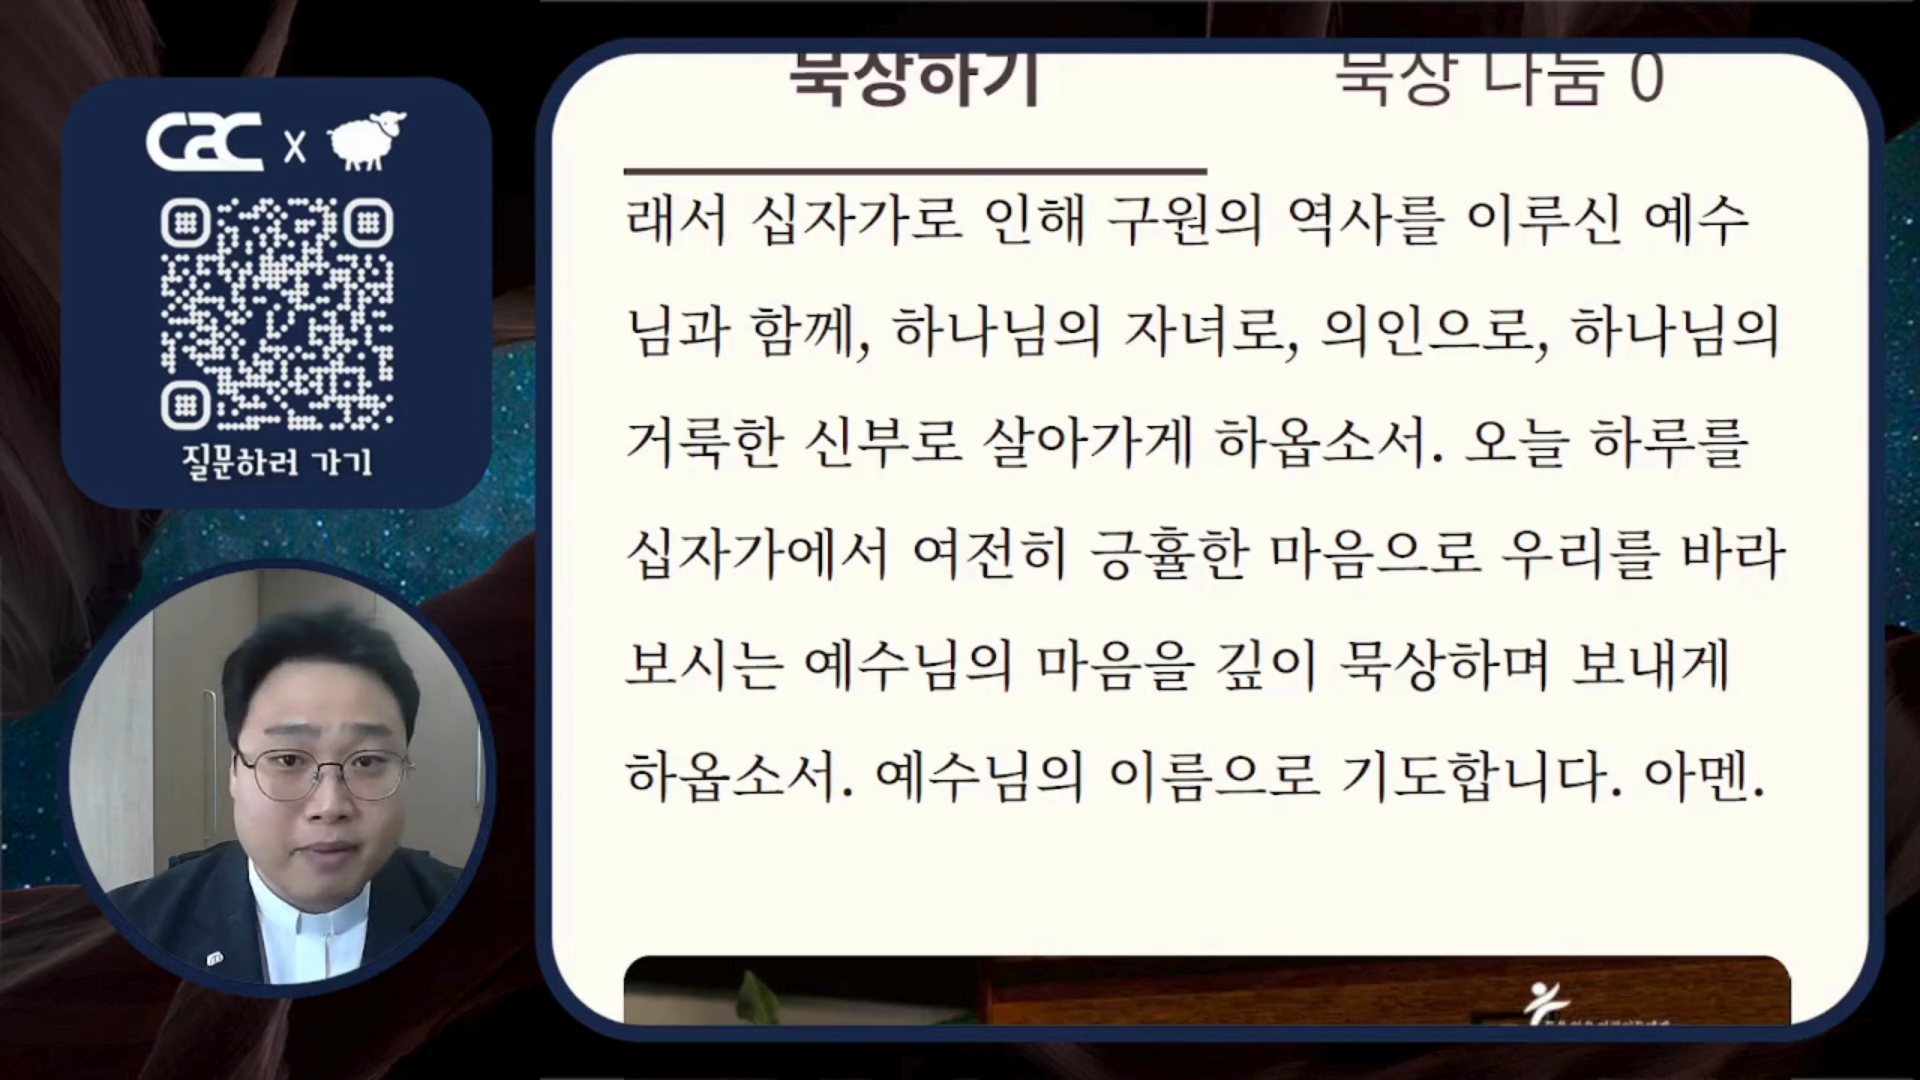 CAC X
질문하러 가기
묵상하기
묵상 나눔 0
래서 십자가로 인해 구원의 역사를 이루신 예수
님과 함께, 하나님의 자녀로, 의인으로, 하나님의
거룩한 신부로 살아가게 하옵소서. 오늘 하루를
십자가에서 여전히 긍휼한 마음으로 우리를 바라
보시는 예수님의 마음을 깊이 묵상하며 보내게
하옵소서. 예수님의 이름으로 기도합니다. 아멘.